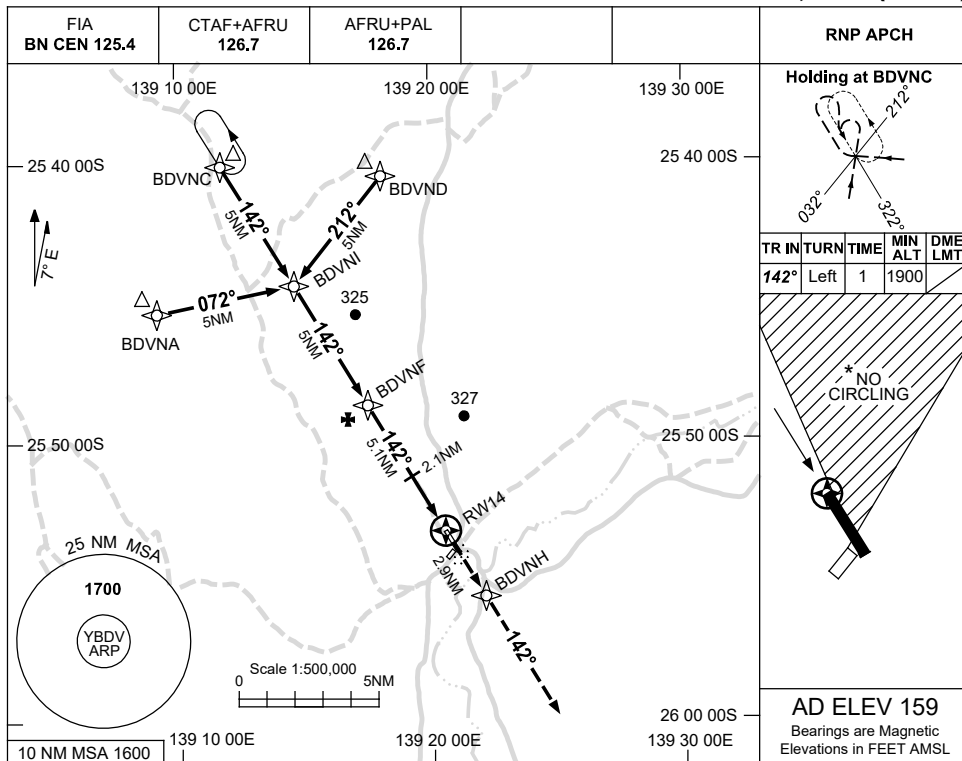 FIA
BN CEN 125.4
CTAF+AFRU
126.7
AFRU+PAL
126.7
RNP APCH
139 10 00E
139 20 00E
139 30 00E
Holding at BDVNC
212°
032°
322°
25 40 00S
25 40 00S
BDVNC
BDVND
142°
5NM
212°
5NM
7° E
BDVNI
072°
5NM
BDVNA
325
142°
5NM
TR IN
TURN
TIME
MIN ALT
DME LMT
142°
Left
1
1900
* NO
CIRCLING
BDVNF
327
25 50 00S
25 50 00S
142°
5.1NM
2.1NM
RW14
2.9NM
BDVNH
142°
25 NM MSA
1700
YBDV
ARP
Scale 1:500,000
0
5NM
26 00 00S
10 NM MSA 1600
139 10 00E
139 20 00E
139 30 00E
AD ELEV 159
Bearings are Magnetic
Elevations in FEET AMSL